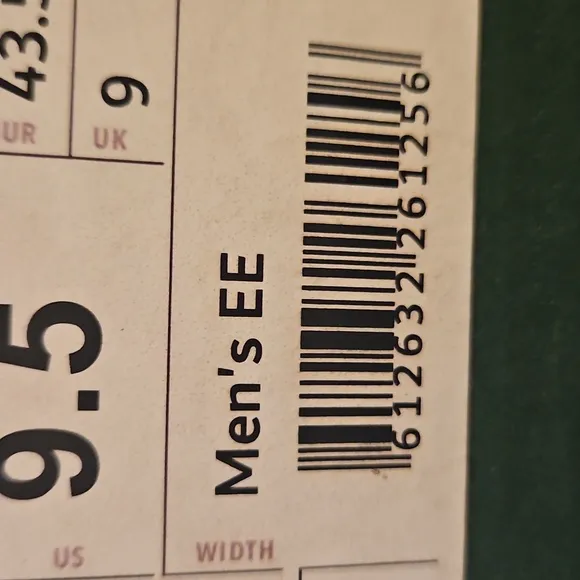 43.5
EUR
9
UK
9.5
US
Men's EE
WIDTH
612632261256